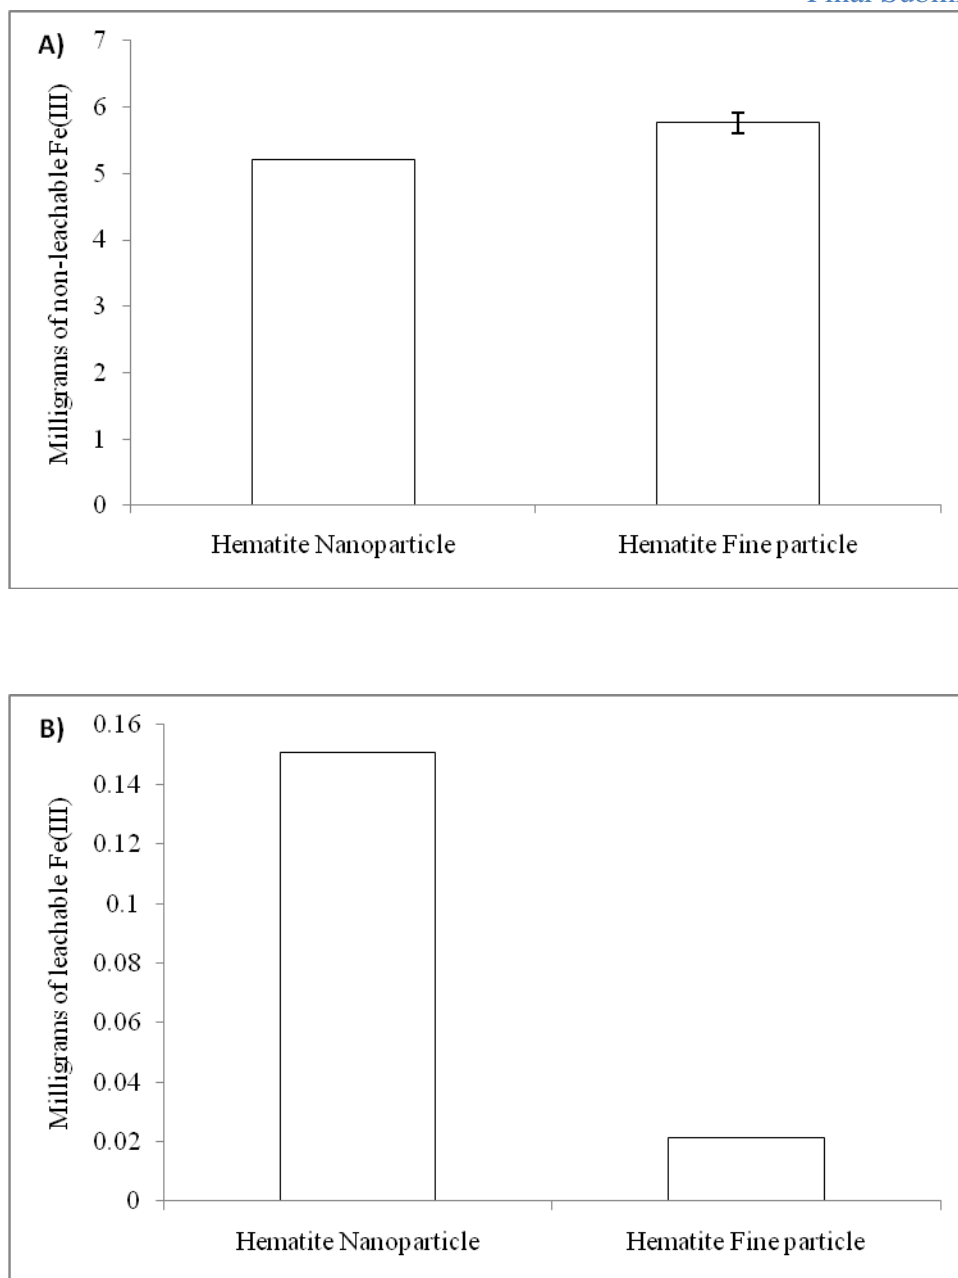 A)
Milligrams of non-leachable Fe(III)
7
6
5
4
3
2
1
0
Hematite Nanoparticle
Hematite Fine particle
B)
Milligrams of leachable Fe(III)
0.16
0.14
0.12
0.1
0.08
0.06
0.04
0.02
0
Hematite Nanoparticle
Hematite Fine particle